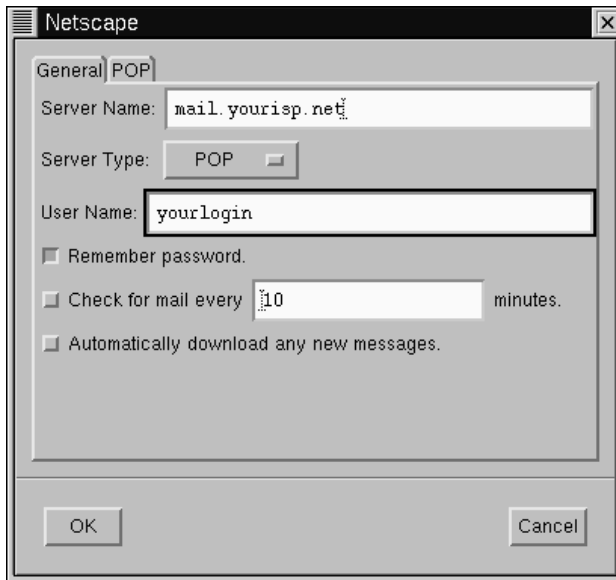 Netscape
General POP
Server Name: mail.yourisp.net
Server Type: POP
User Name: yourlogin
Remember password.
Check for mail every 10 minutes.
Automatically download any new messages.
OK Cancel